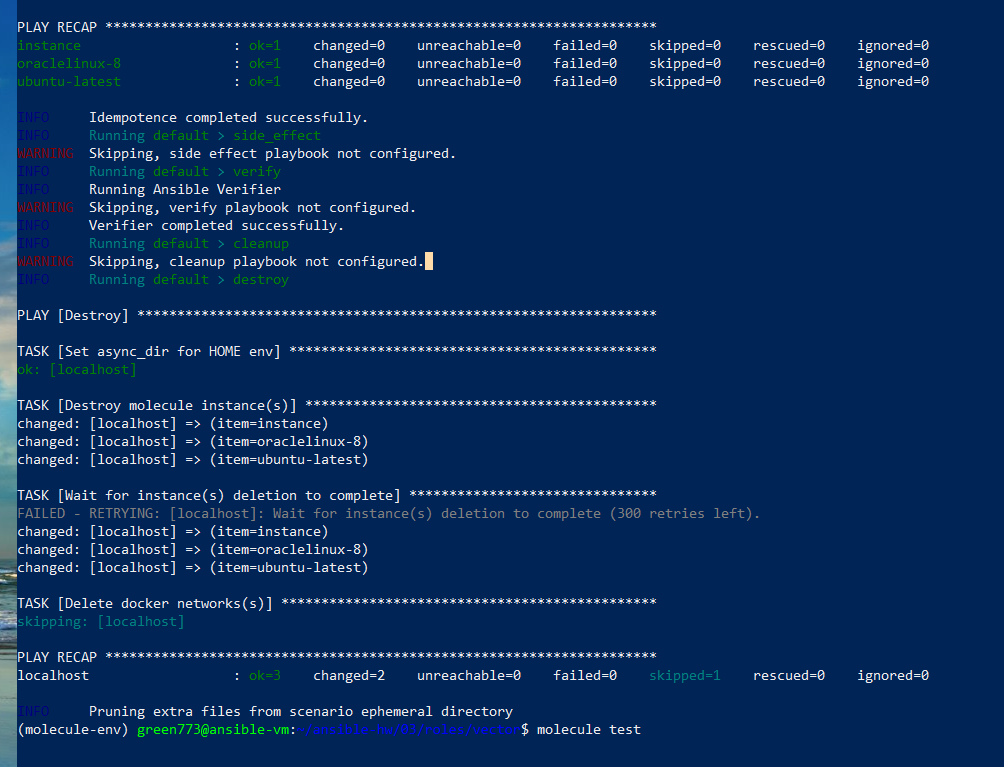 PLAY RECAP *********************************************************************
instance                   : ok=1    changed=0    unreachable=0    failed=0    skipped=0    rescued=0    ignored=0
oraclelinux-8              : ok=1    changed=0    unreachable=0    failed=0    skipped=0    rescued=0    ignored=0
ubuntu-latest              : ok=1    changed=0    unreachable=0    failed=0    skipped=0    rescued=0    ignored=0
INFO     Idempotence completed successfully.
INFO     Running default > side_effect
WARNING  Skipping, side effect playbook not configured.
INFO     Running default > verify
INFO     Running Ansible Verifier
WARNING  Skipping, verify playbook not configured.
INFO     Verifier completed successfully.
INFO     Running default > cleanup
WARNING  Skipping, cleanup playbook not configured.
INFO     Running default > destroy
PLAY [Destroy] *****************************************************************
TASK [Set async_dir for HOME env] **********************************************
ok: [localhost]
TASK [Destroy molecule instance(s)] ********************************************
changed: [localhost] => (item=instance)
changed: [localhost] => (item=oraclelinux-8)
changed: [localhost] => (item=ubuntu-latest)
TASK [Wait for instance(s) deletion to complete] *******************************
FAILED - RETRYING: [localhost]: Wait for instance(s) deletion to complete (300 retries left).
changed: [localhost] => (item=instance)
changed: [localhost] => (item=oraclelinux-8)
changed: [localhost] => (item=ubuntu-latest)
TASK [Delete docker networks(s)] ***********************************************
skipping: [localhost]
PLAY RECAP *********************************************************************
localhost                  : ok=3    changed=2    unreachable=0    failed=0    skipped=1    rescued=0    ignored=0
INFO     Pruning extra files from scenario ephemeral directory
(molecule-env) green773@ansible-vm:~/ansible-hw/03/roles/vector$ molecule test